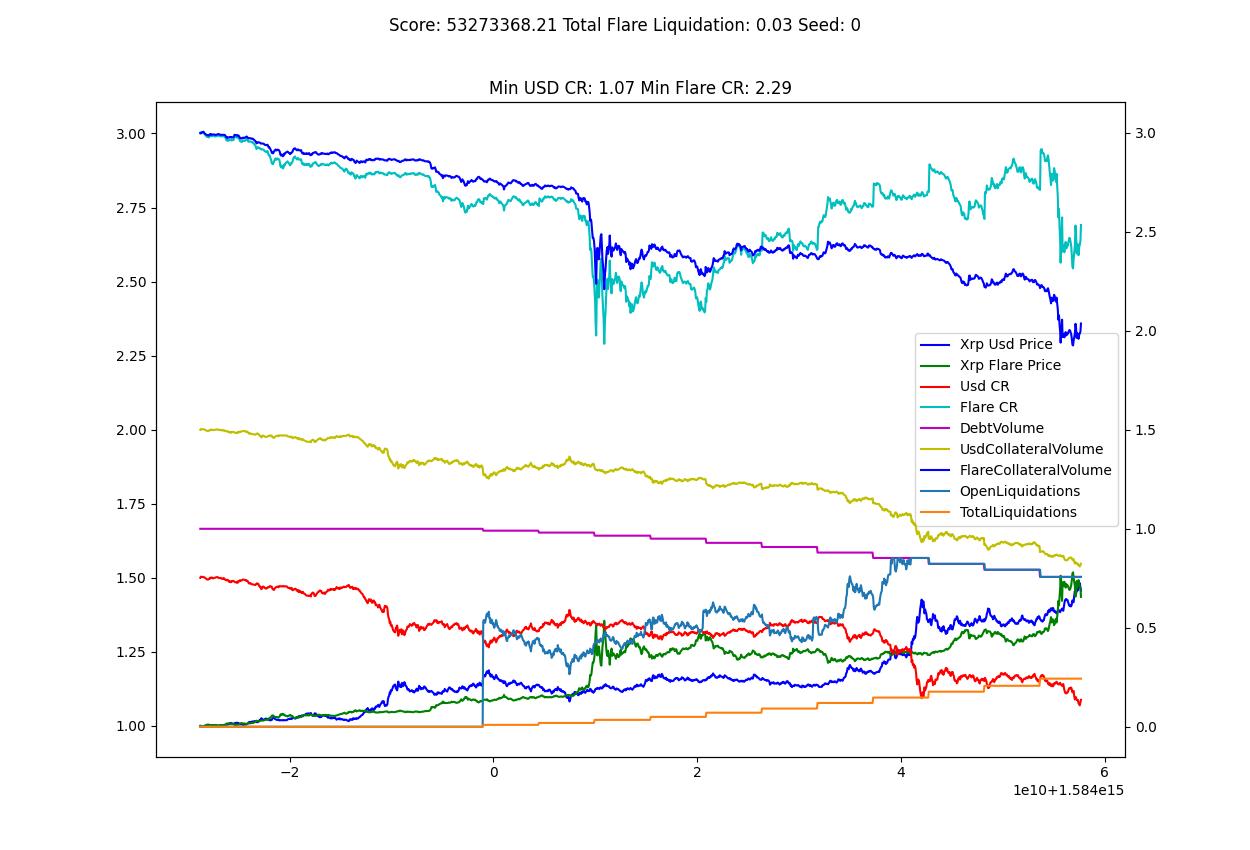 Score: 53273368.21 Total Flare Liquidation: 0.03 Seed: 0
Min USD CR: 1.07 Min Flare CR: 2.29
3.00
2.75
2.50
2.25
2.00
1.75
1.50
1.25
1.00
3.0
2.5
2.0
1.5
1.0
0.5
0.0
Xrp Usd Price
Xrp Flare Price
Usd CR
Flare CR
DebtVolume
UsdCollateralVolume
FlareCollateralVolume
OpenLiquidations
TotalLiquidations
−2 0 2 4 6
1e10+1.584e15